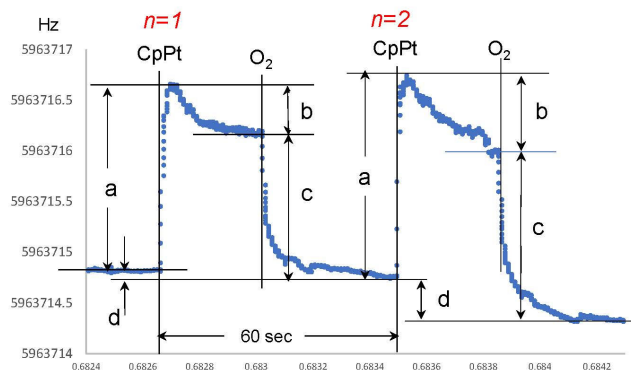 n=1
n=2
Hz
CpPt
O2
CpPt
O2
5963717
5963716.5
5963716
5963715.5
5963715
5963714.5
5963714
a
b
c
d
a
b
c
d
60 sec
0.6824
0.6826
0.6828
0.683
0.6832
0.6834
0.6836
0.6838
0.684
0.6842